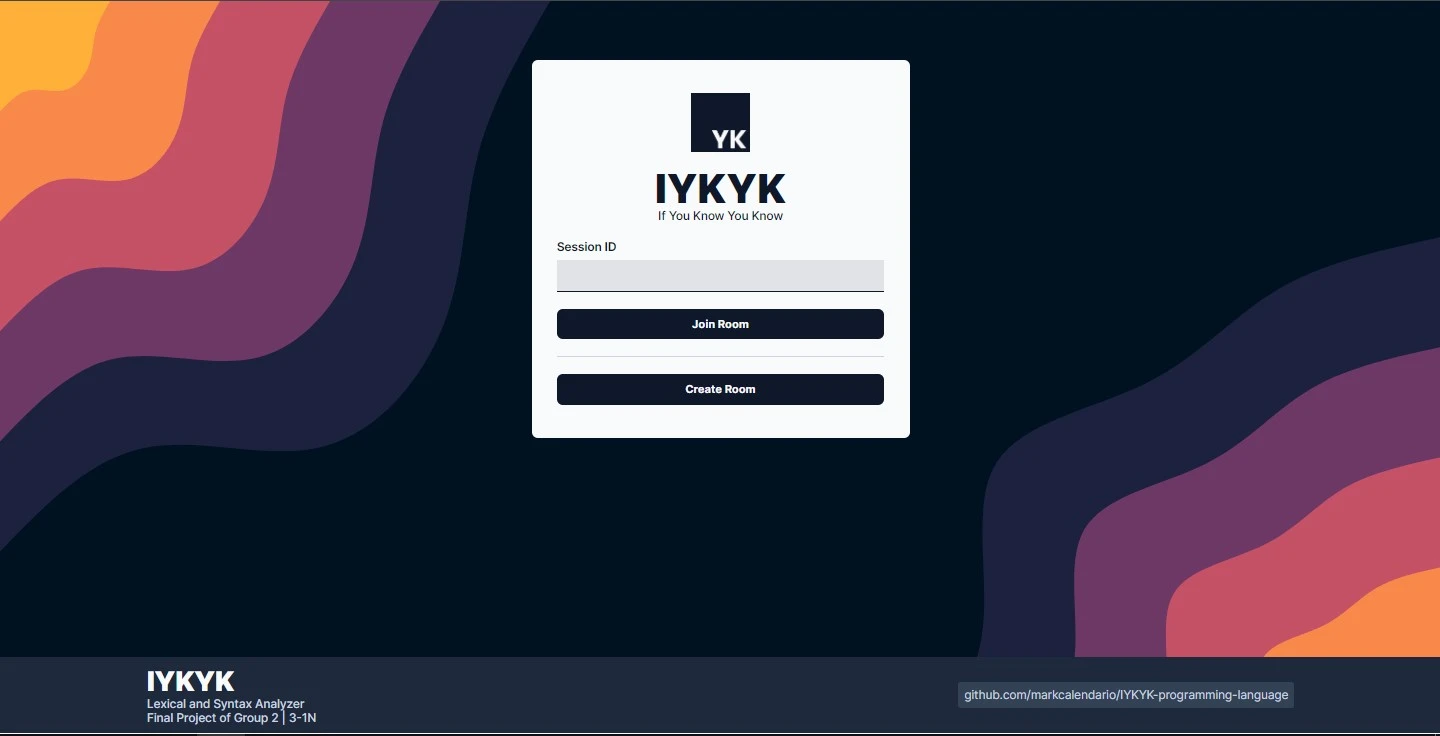 YK
IYKYK
If You Know You Know
Session ID
Join Room
Create Room
IYKYK
Lexical and Syntax Analyzer
Final Project of Group 2 | 3-1N
github.com/markcalendario/IYKYK-programming-language